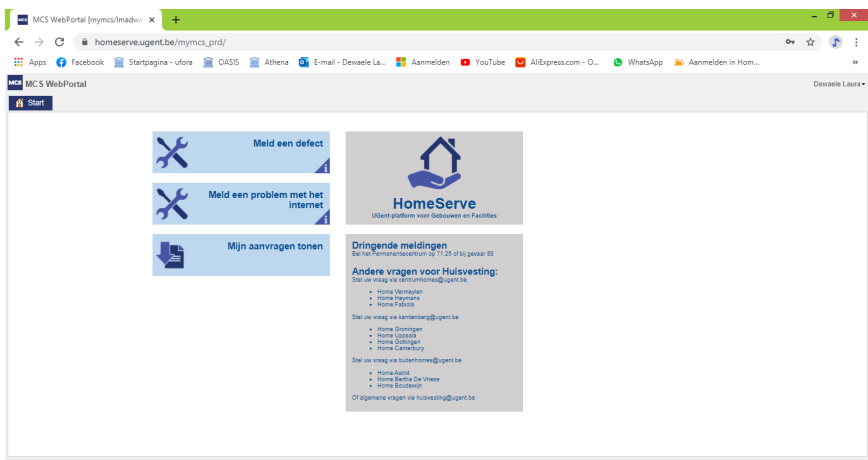 MCS WebPortal [mymcs/lmadwa
homeserve.ugent.be/mymcs_prd/
Apps Facebook Startpagina - ufora OASIS Athena E-mail - Dewaele La... Aanmelden YouTube AliExpress.com - O... WhatsApp Aanmelden in Hom... »
MCS MCS WebPortal Dewaele Laura
Start
Meld een defect
Meld een problem met het
internet
Mijn aanvragen tonen
HomeServe
UGent-platform voor Gebouwen en Facilities
Dringende meldingen
Bel het Permanentiecentrum op 71.25 of bij gevaar 88
Andere vragen voor Huisvesting:
Stel uw vraag via centrumhomes@ugent.be
• Home Vermeylen
• Home Heymans
• Home Fabiola
Stel uw vraag via kantienberg@ugent.be
• Home Groningen
• Home Uppsala
• Home Göttingen
• Home Canterbury
Stel uw vraag via buitenhomes@ugent.be
• Home Astrid
• Home Bertha De Vrieze
• Home Boudewijn
Of algemene vragen via huisvesting@ugent.be